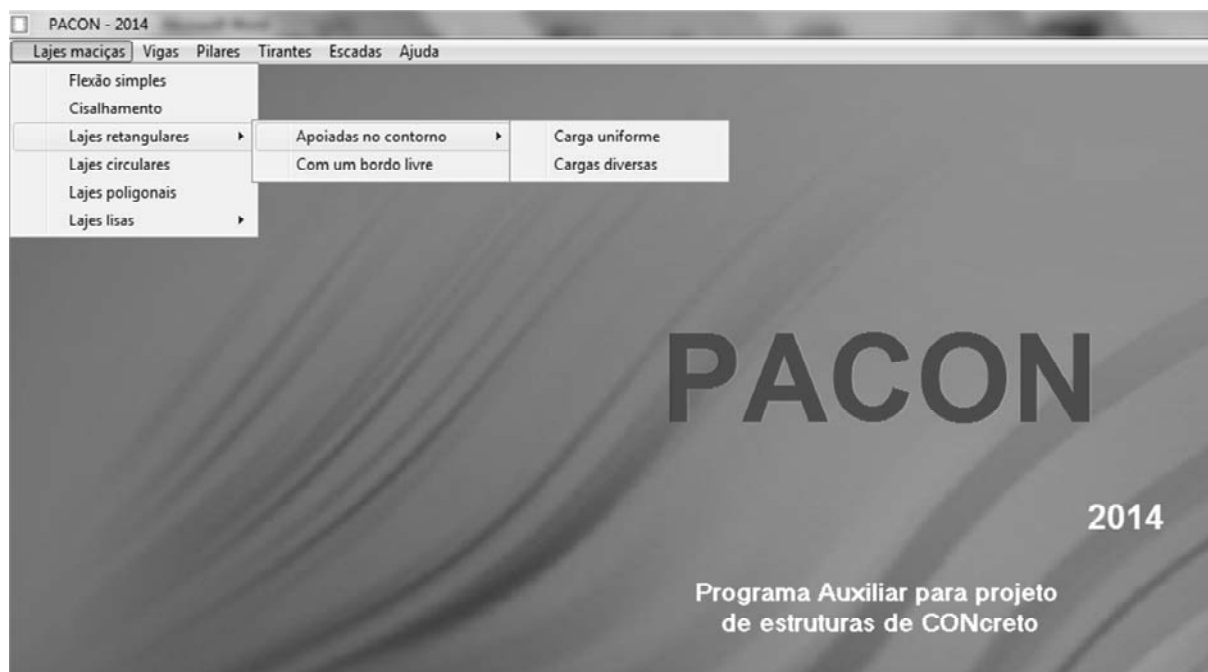 PACON - 2014
Lajes maciças Vigas Pilares Tirantes Escadas Ajuda
Flexão simples
Cisalhamento
Lajes retangulares
Apoiadas no contorno
Carga uniforme
Lajes circulares
Com um bordo livre
Cargas diversas
Lajes poligonais
Lajes lisas
PACON
2014
Programa Auxiliar para projeto
de estruturas de CONcreto